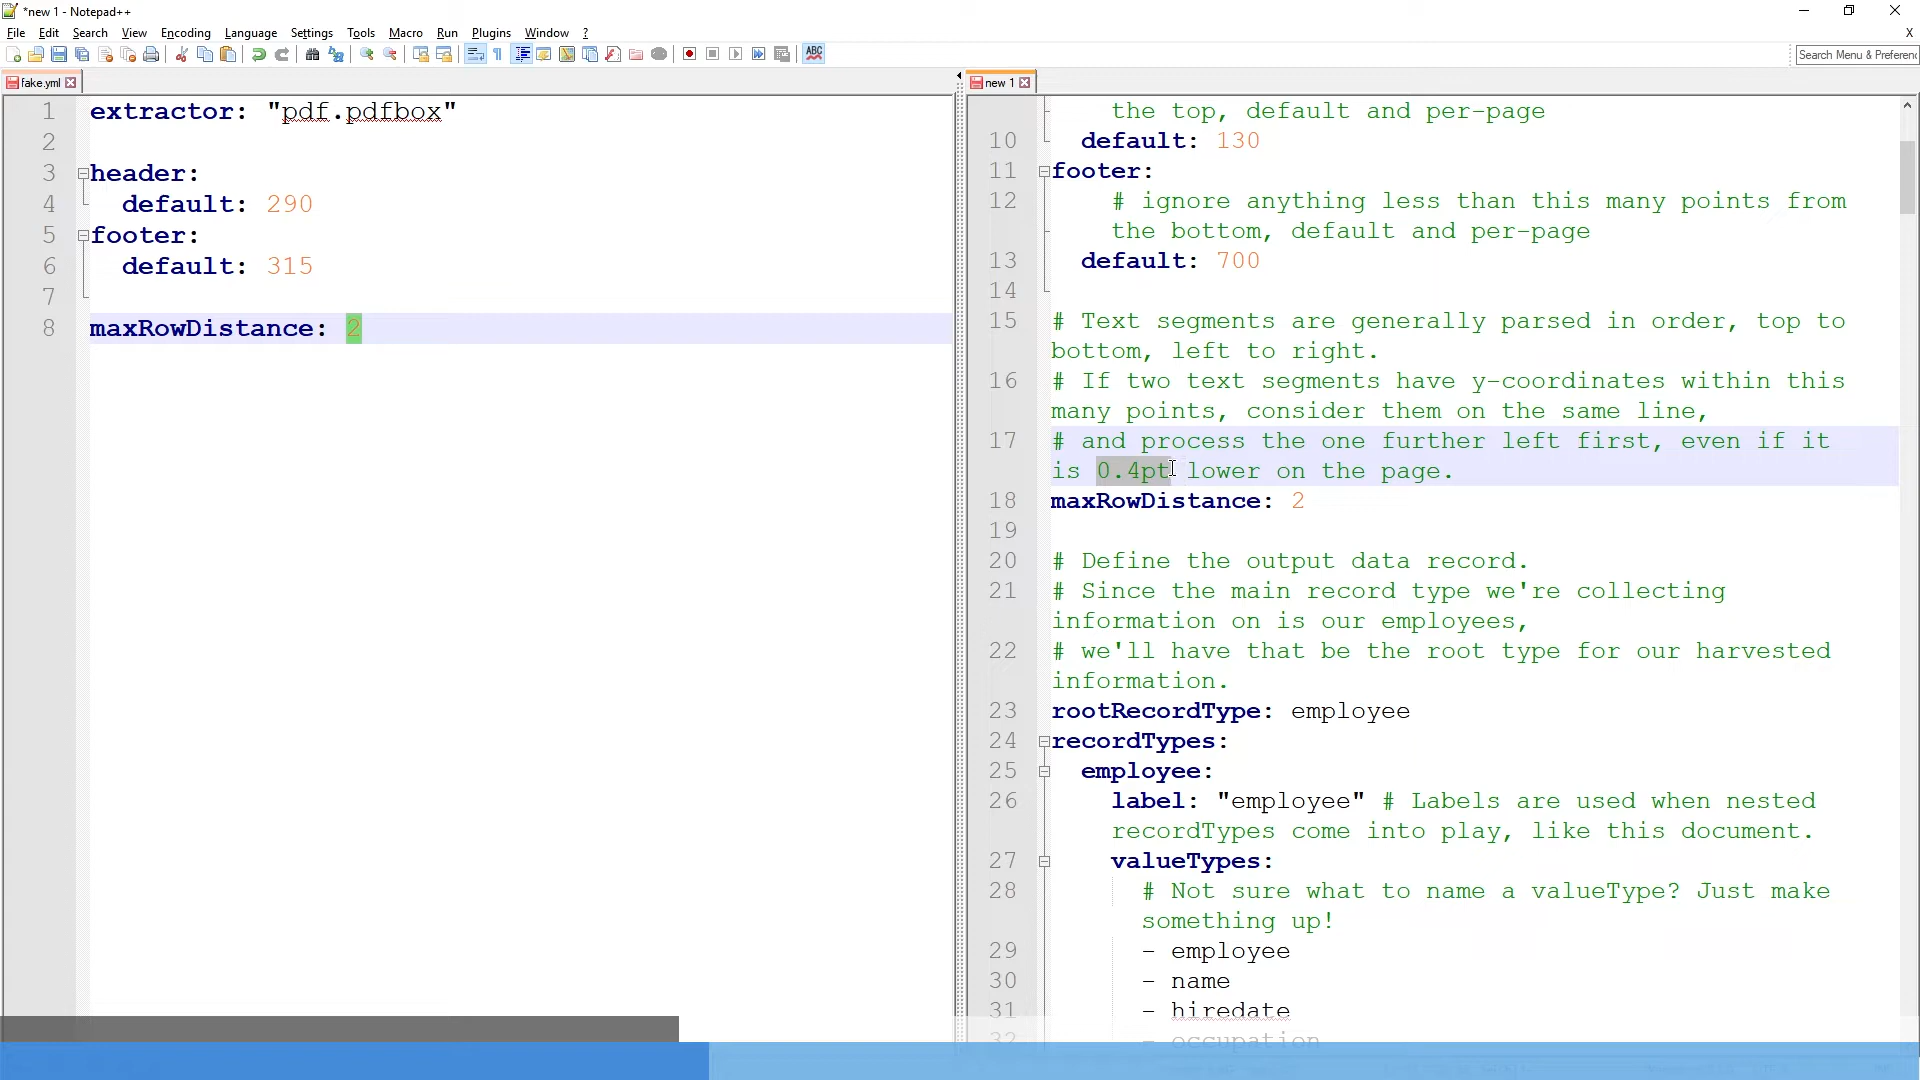 *new 1 - Notepad++
File Edit Search View Encoding Language Settings Tools Macro Run Plugins Window ?
X
ABC
Search Menu & Preferenc
fake.yml
new 1
1 extractor: "pdf.pdfbox"
2
3 header:
4 default: 290
5 footer:
6 default: 315
7
8 maxRowDistance: 2
the top, default and per-page
10 default: 130
11 footer:
12 # ignore anything less than this many points from
the bottom, default and per-page
13 default: 700
14
15 # Text segments are generally parsed in order, top to
bottom, left to right.
16 # If two text segments have y-coordinates within this
many points, consider them on the same line,
17 # and process the one further left first, even if it
is 0.4pt lower on the page.
18 maxRowDistance: 2
19
20 # Define the output data record.
21 # Since the main record type we're collecting
information on is our employees,
22 # we'll have that be the root type for our harvested
information.
23 rootRecordType: employee
24 recordTypes:
25 employee:
26 label: "employee" # Labels are used when nested
recordTypes come into play, like this document.
27 valueTypes:
28 # Not sure what to name a valueType? Just make
something up!
29 - employee
30 - name
31 - hiredate
32 - occupation